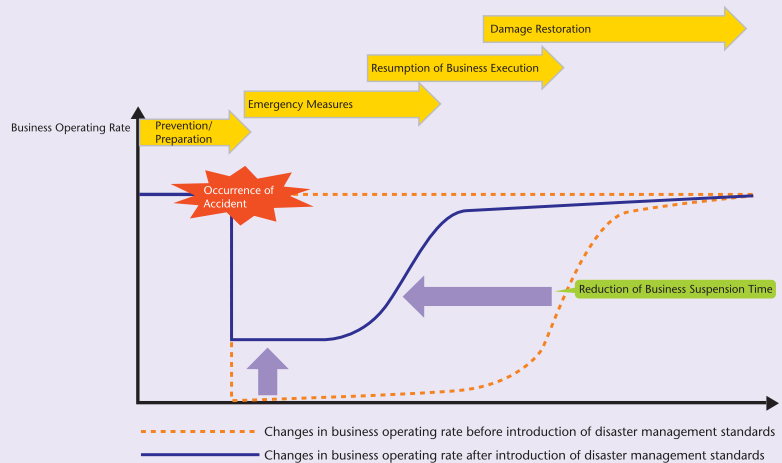 Damage Restoration
Resumption of Business Execution
Emergency Measures
Business Operating Rate
Prevention/
Preparation
Occurrence of
Accident
Reduction of Business Suspension Time
Changes in business operating rate before introduction of disaster management standards
Changes in business operating rate after introduction of disaster management standards